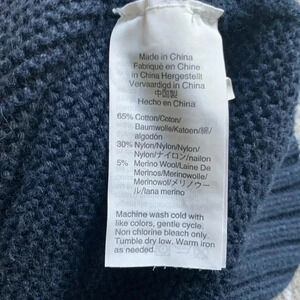 Made in China
Fabriqué en Chine
in China Hergestellt
Vervaardigd in China
中国製
Hecho en China
65% Cotton/Coton/
Baumwolle/Katoen/綿/
algodón
30% Nylon/Nylon/Nylon/
Nylon/ナイロン/nailon
5% Merino Wool/Laine De
Merinos/Merinowolle/
Merinowol/メリノウー
ル/lana merino
Machine wash cold with
like colors, gentle cycle.
Non chlorine bleach only.
Tumble dry low. Warm iron
as needed.